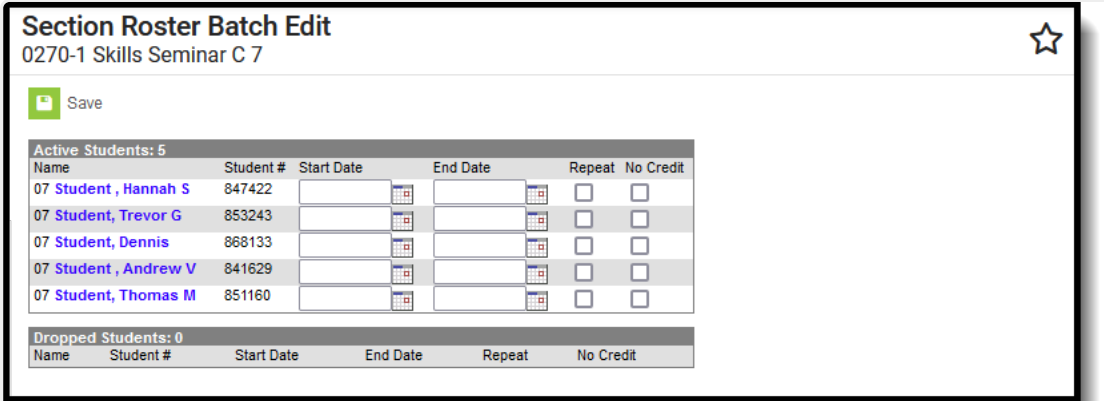 Section Roster Batch Edit
0270-1 Skills Seminar C 7
Save
Active Students: 5
Name Student # Start Date End Date Repeat No Credit
07 Student , Hannah S 847422
07 Student, Trevor G 853243
07 Student, Dennis 868133
07 Student , Andrew V 841629
07 Student, Thomas M 851160
Dropped Students: 0
Name Student # Start Date End Date Repeat No Credit